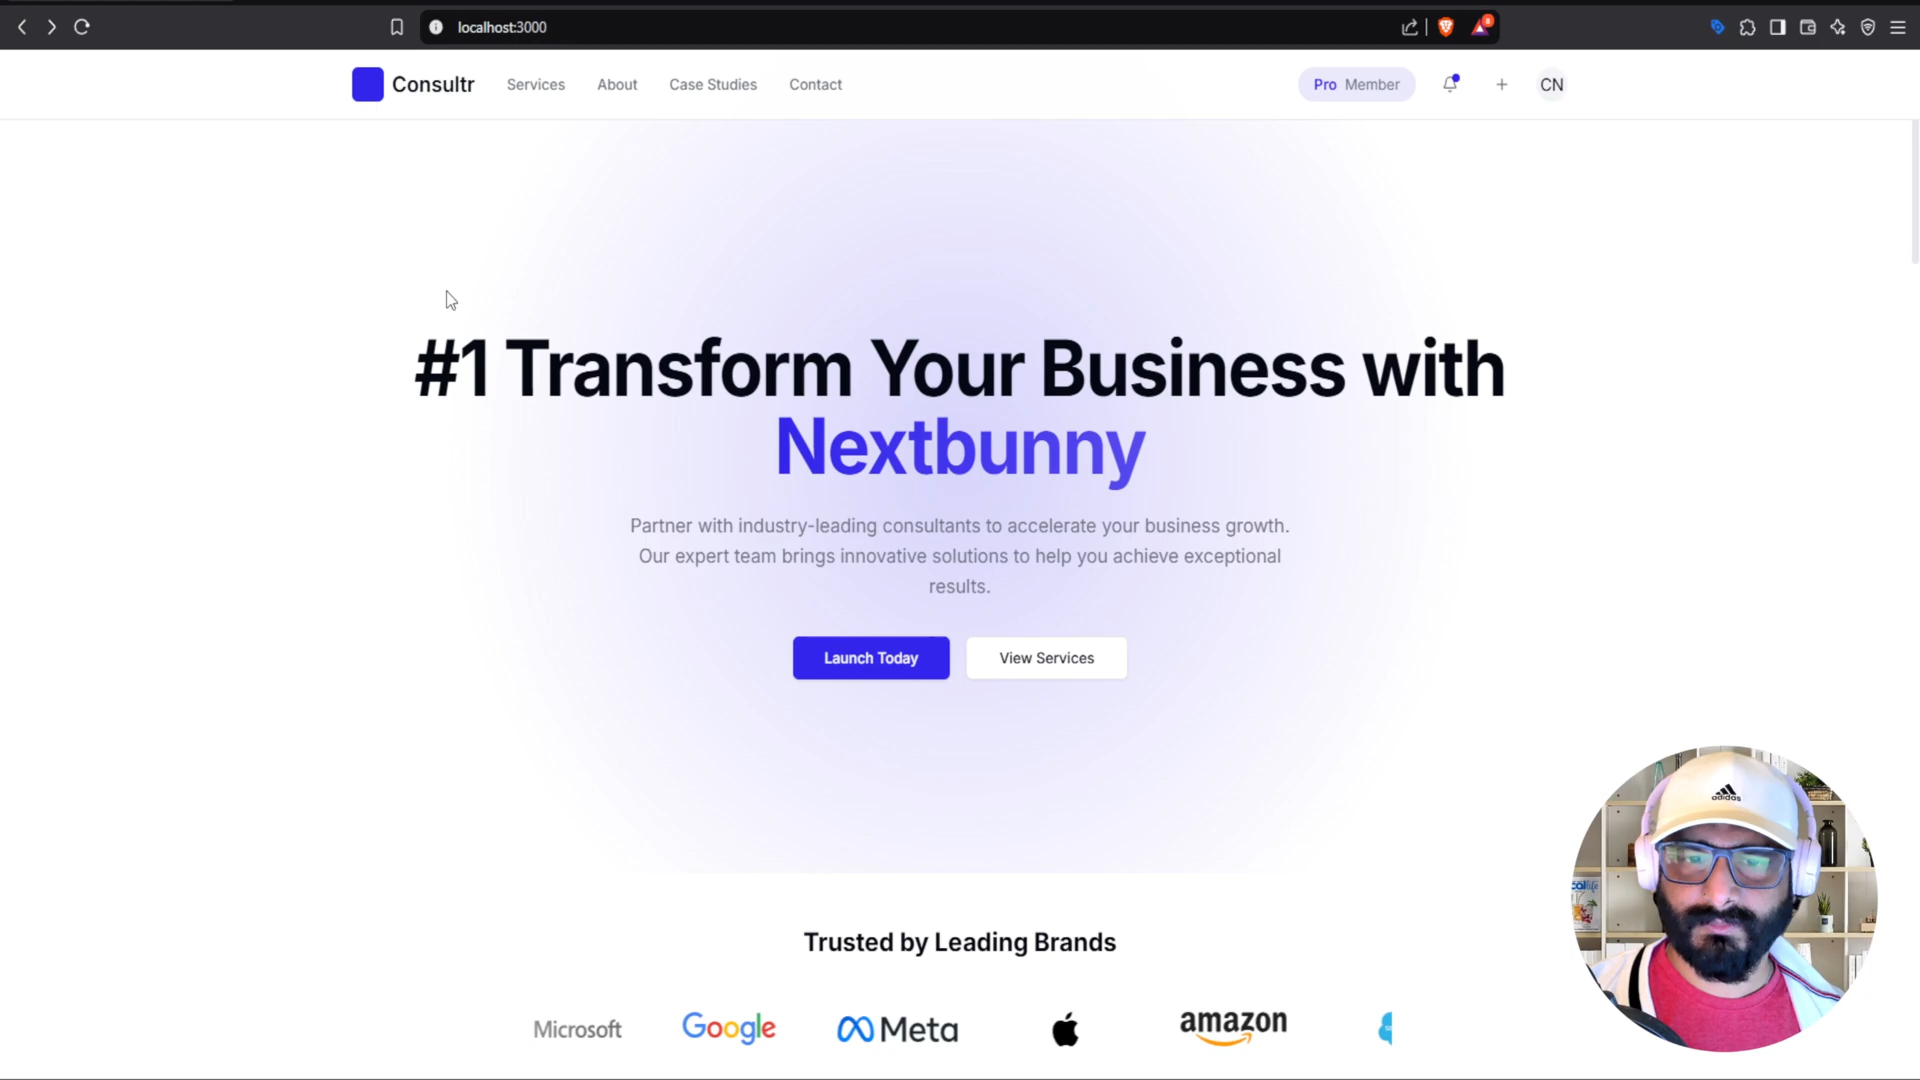 localhost:3000
Consultr
Services
About
Case Studies
Contact
Pro Member
CN
#1 Transform Your Business with
Nextbunny
Partner with industry-leading consultants to accelerate your business growth.
Our expert team brings innovative solutions to help you achieve exceptional
results.
Launch Today
View Services
Trusted by Leading Brands
Microsoft
Google
Meta
amazon
adidas